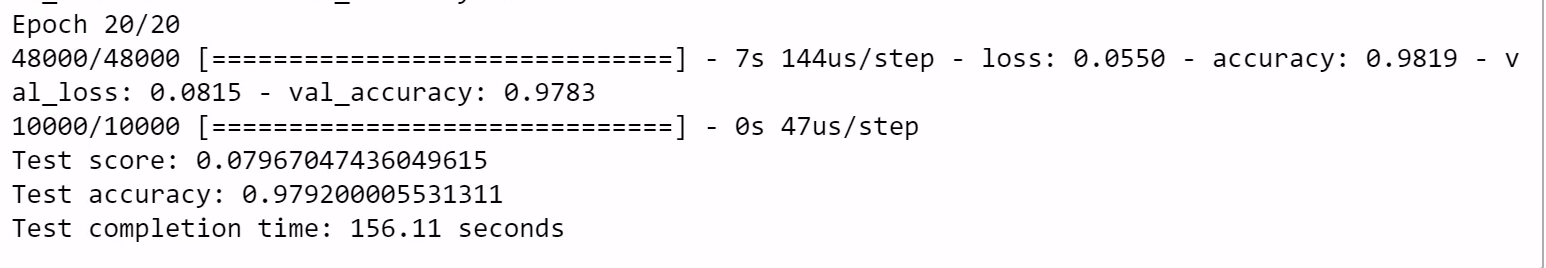 Epoch 20/20
48000/48000 [==============================] - 7s 144us/step - loss: 0.0550 - accuracy: 0.9819 - v
al_loss: 0.0815 - val_accuracy: 0.9783
10000/10000 [==============================] - 0s 47us/step
Test score: 0.07967047436049615
Test accuracy: 0.979200005531311
Test completion time: 156.11 seconds